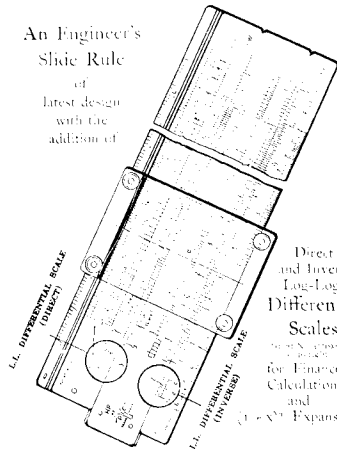 An Engineer's
Slide Rule
of
latest design
with the
addition of
L.L. DIFFERENTIAL SCALE
(DIRECT)
L.L. DIFFERENTIAL SCALE
(INVERSE)
Direct
and Inver
Log-Log
Differen
Scales
for Financ
Calculation
and
Expans